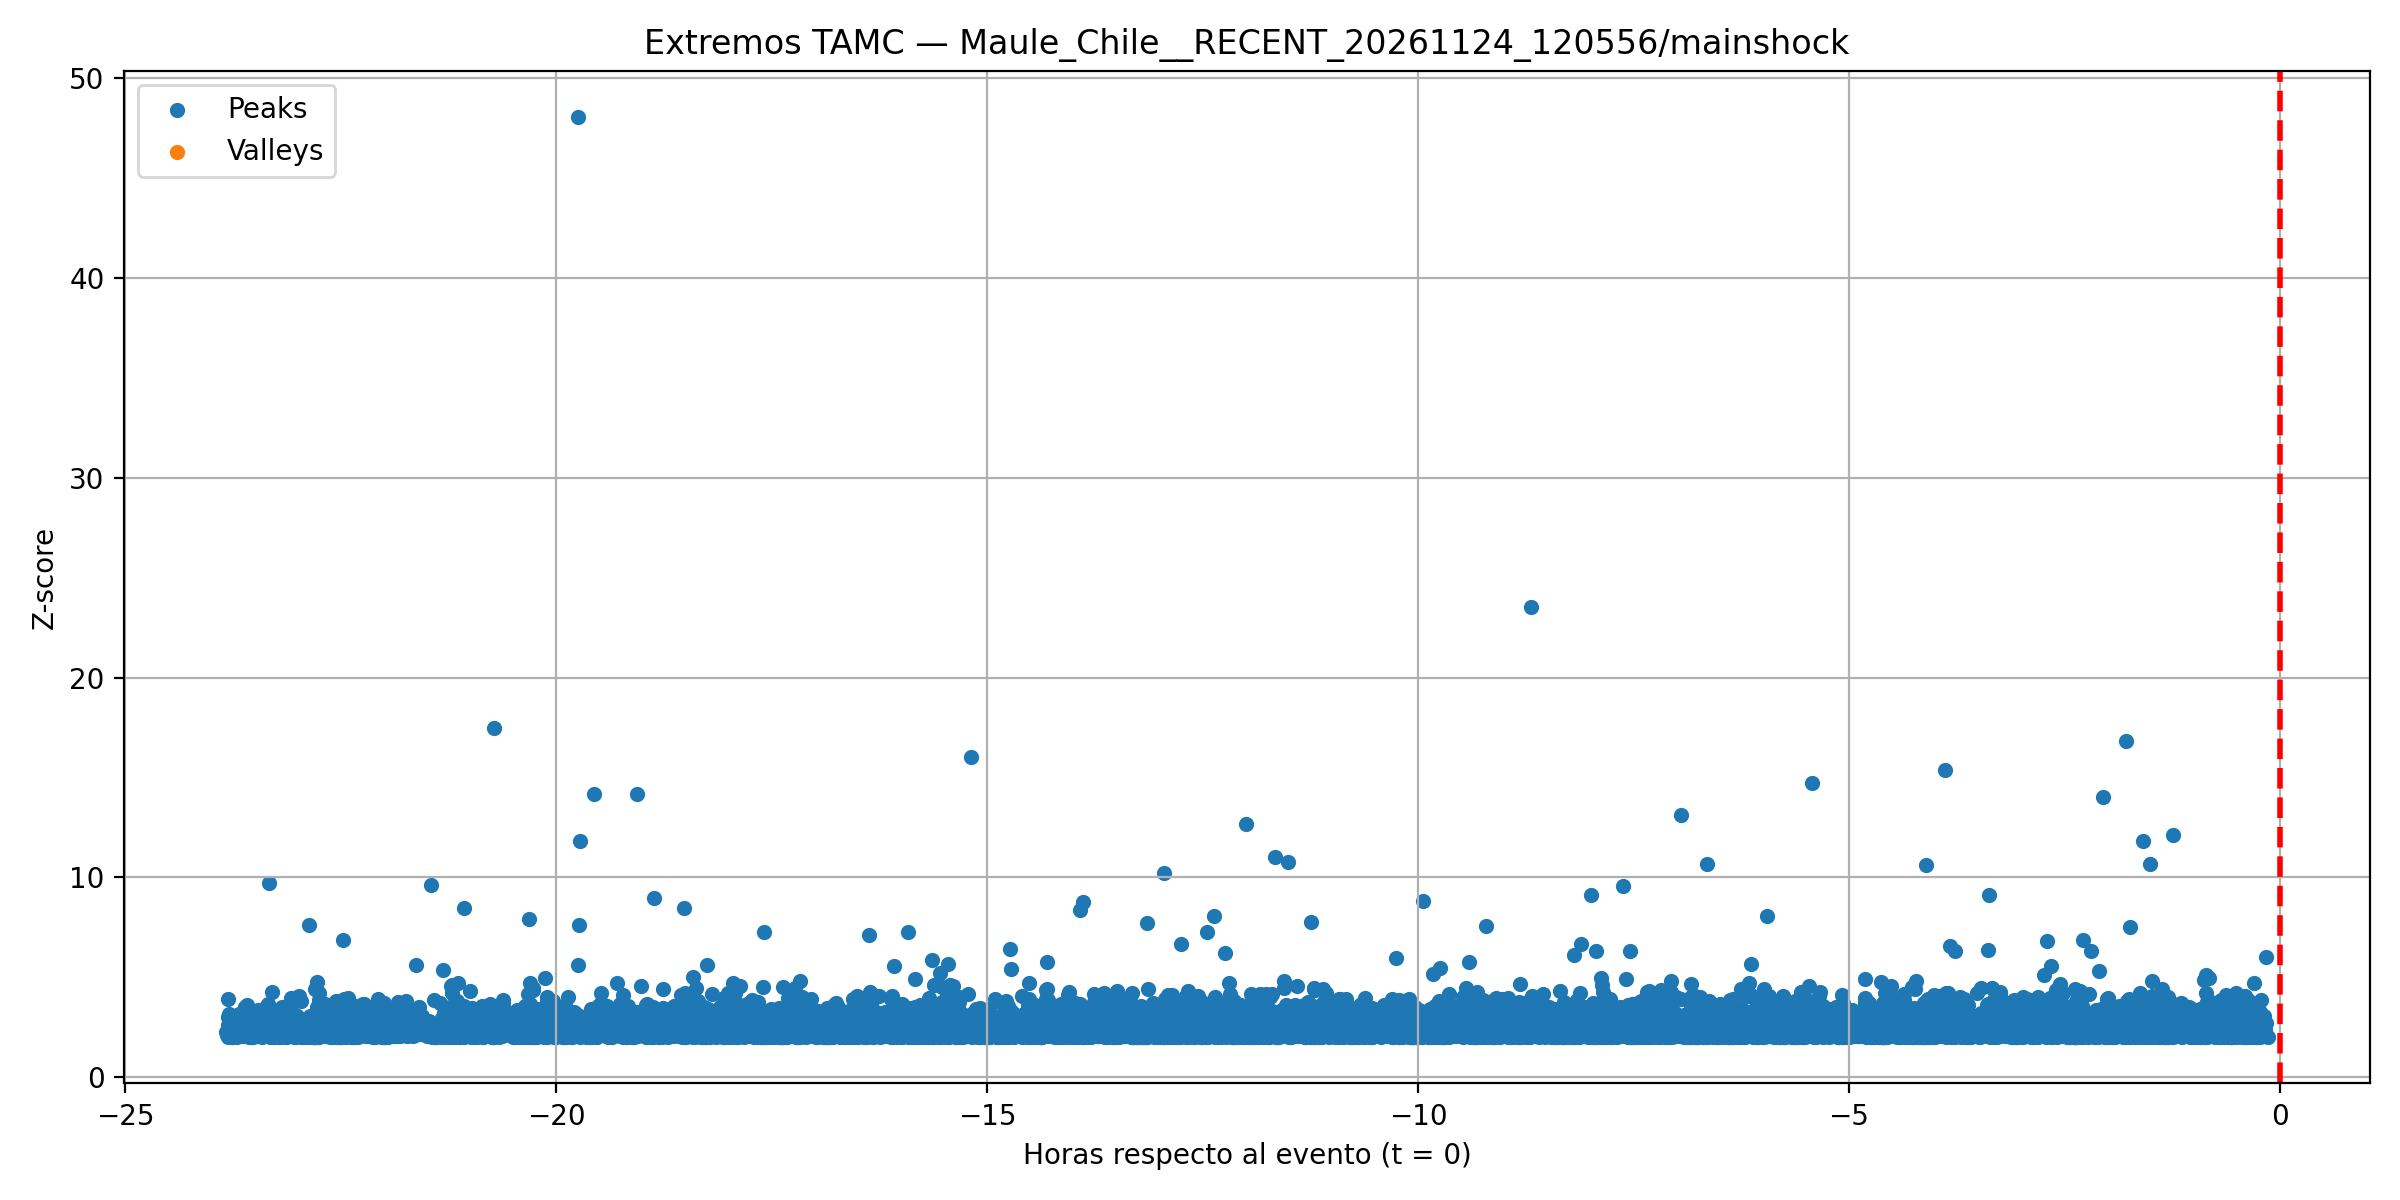 Extremos TAMC — Maule_Chile__RECENT_20261124_120556/mainshock
Peaks
Valleys
50
40
30
20
10
0
Z-score
−25 −20 −15 −10 −5 0
Horas respecto al evento (t = 0)